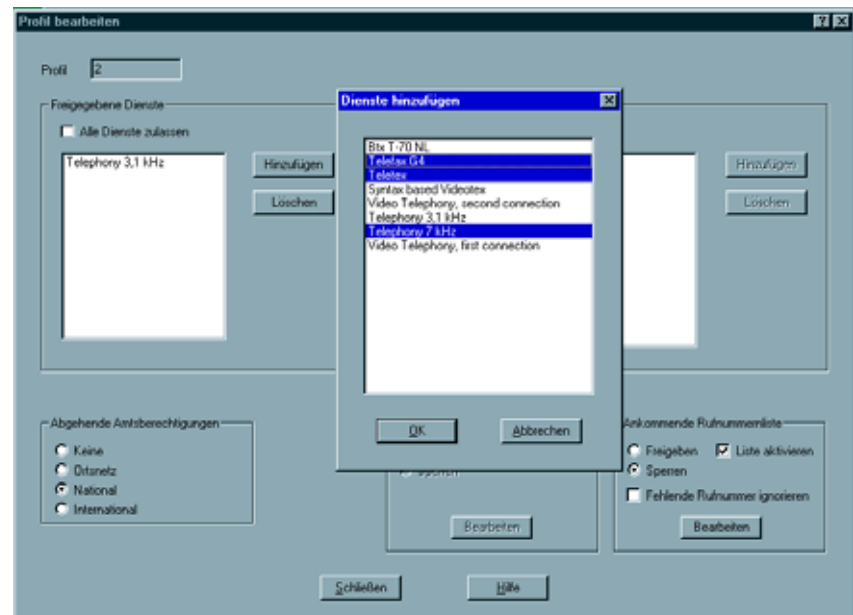 Profil bearbeiten
Profil 2
Freigegebene Dienste
Alle Dienste zulassen
Telephony 3,1 kHz
Hinzufügen
Löschen
Dienste hinzufügen
Btx T-70 NL
Telefax G4
Teletex
Syntax based Videotex
Video Telephony, second connection
Telephony 3,1 kHz
Telephony 7 kHz
Video Telephony, first connection
OK
Abbrechen
Hinzufügen
Löschen
Abgehende Amtsberechtigungen
Keine
Ortsnetz
National
International
Sperren
Bearbeiten
Ankommende Rufnummernliste
Freigeben
Liste aktivieren
Sperren
Fehlende Rufnummer ignorieren
Bearbeiten
Schließen
Hilfe